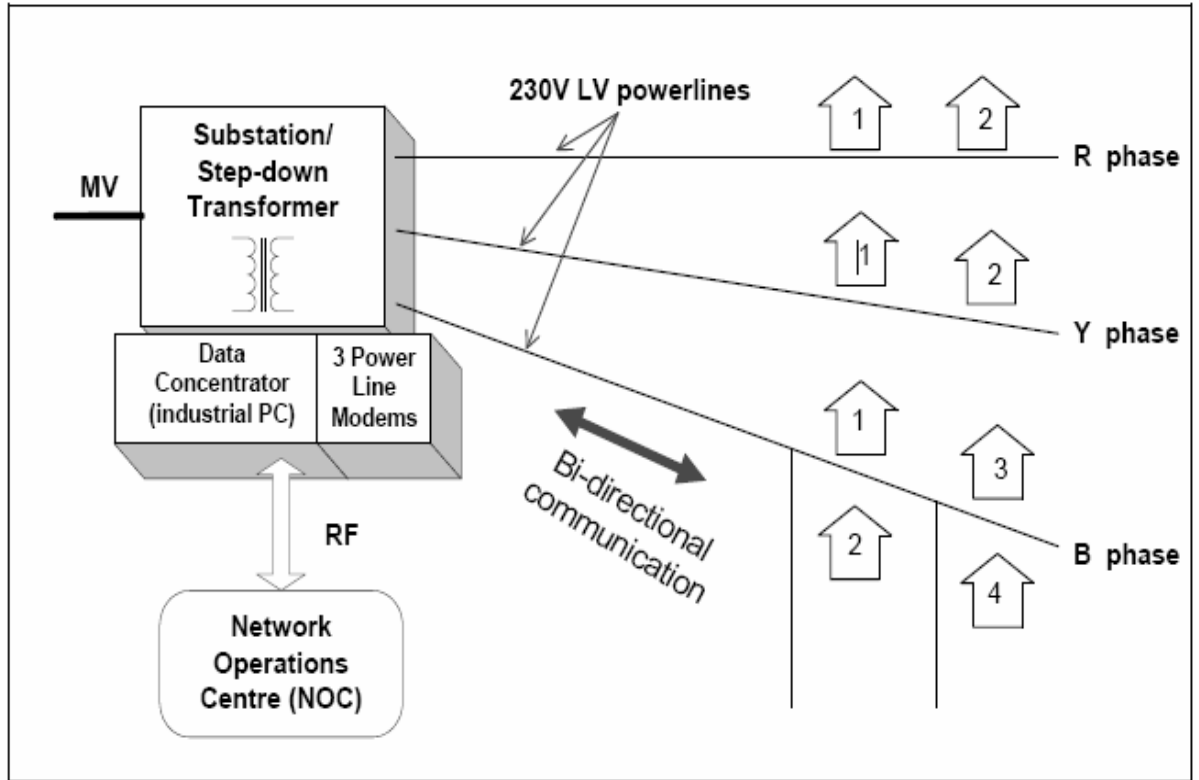 230V LV powerlines
Substation/
Step-down
Transformer
MV
1
2
R phase
1
2
Y phase
Data
Concentrator
(industrial PC)
3 Power
Line
Modems
1
3
Bi-directional
communication
2
4
B phase
RF
Network
Operations
Centre (NOC)